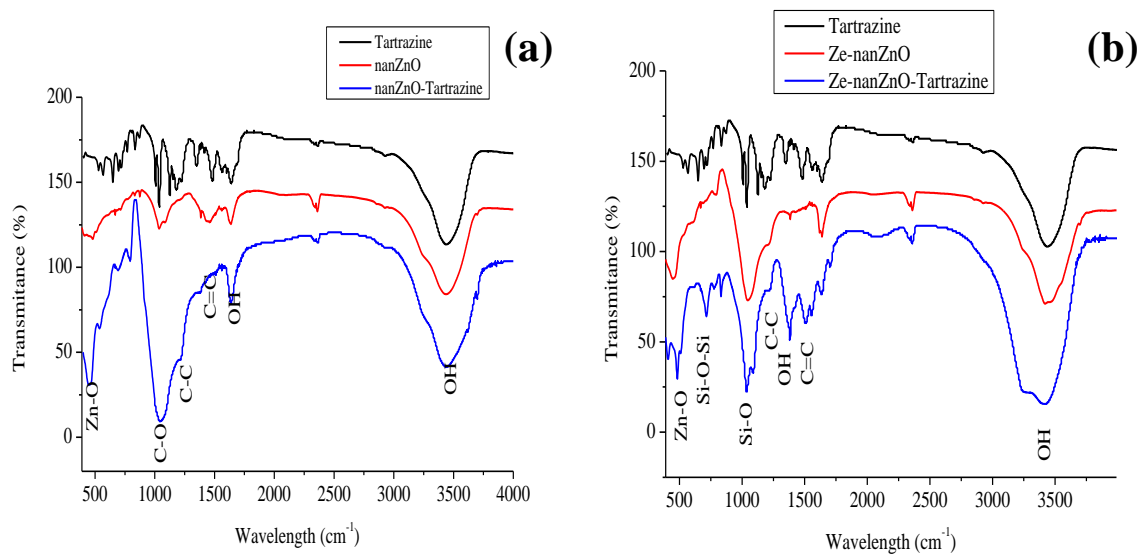 (a)
Tartrazine
nanZnO
nanZnO-Tartrazine
Transmitance (%)
200
150
100
50
0
Zn-O
C-O
C-C
C=C
OH
OH
500 1000 1500 2000 2500 3000 3500 4000
Wavelength (cm-1)
(b)
Tartrazine
Ze-nanZnO
Ze-nanZnO-Tartrazine
Transmitance (%)
200
150
100
50
0
Zn-O
Si-O-Si
Si-O
C-C
OH
C=C
OH
500 1000 1500 2000 2500 3000 3500
Wavelength (cm-1)